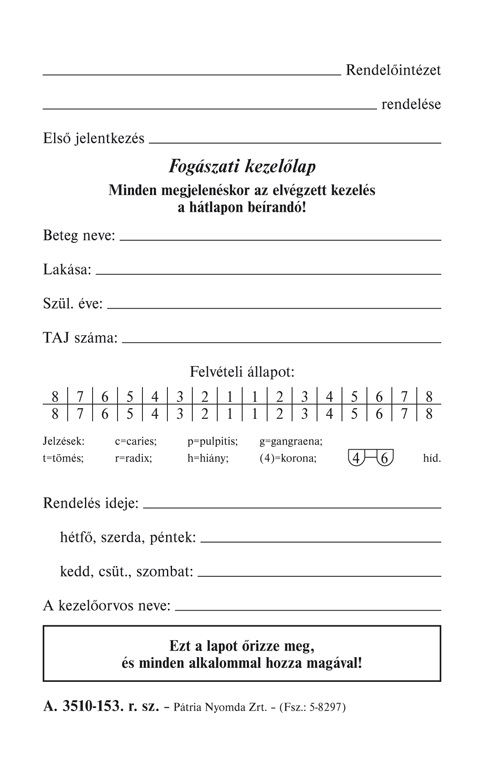 Rendelőintézet
rendelése
Első jelentkezés
Fogászati kezelőlap
Minden megjelenéskor az elvégzett kezelés
a hátlapon beírandó!
Beteg neve:
Lakása:
Szül. éve:
TAJ száma:
Felvételi állapot:
8 7 6 5 4 3 2 1 1 2 3 4 5 6 7 8
8 7 6 5 4 3 2 1 1 2 3 4 5 6 7 8
Jelzések: c=caries; p=pulpitis; g=gangraena;
t=tömés; r=radix; h=hiány; (4)=korona; 4 6 híd.
Rendelés ideje:
hétfő, szerda, péntek:
kedd, csüt., szombat:
A kezelőorvos neve:
Ezt a lapot őrizze meg,
és minden alkalommal hozza magával!
A. 3510-153. r. sz. – Pátria Nyomda Zrt. – (Fsz.: 5-8297)